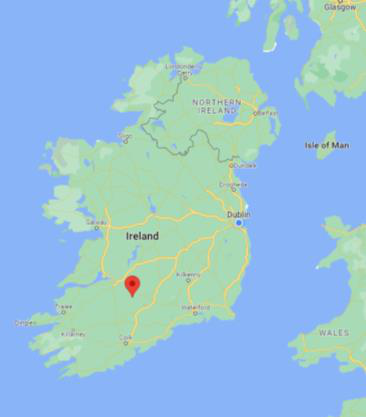 Glasgow
Londonderry
Derry
NORTHERN
IRELAND
Belfast
Sligo
Isle of Man
Dundalk
Drogheda
Dublin
Galway
Ireland
Kilkenny
Tralee
Waterford
Dingle
Killarney
Cork
WALES